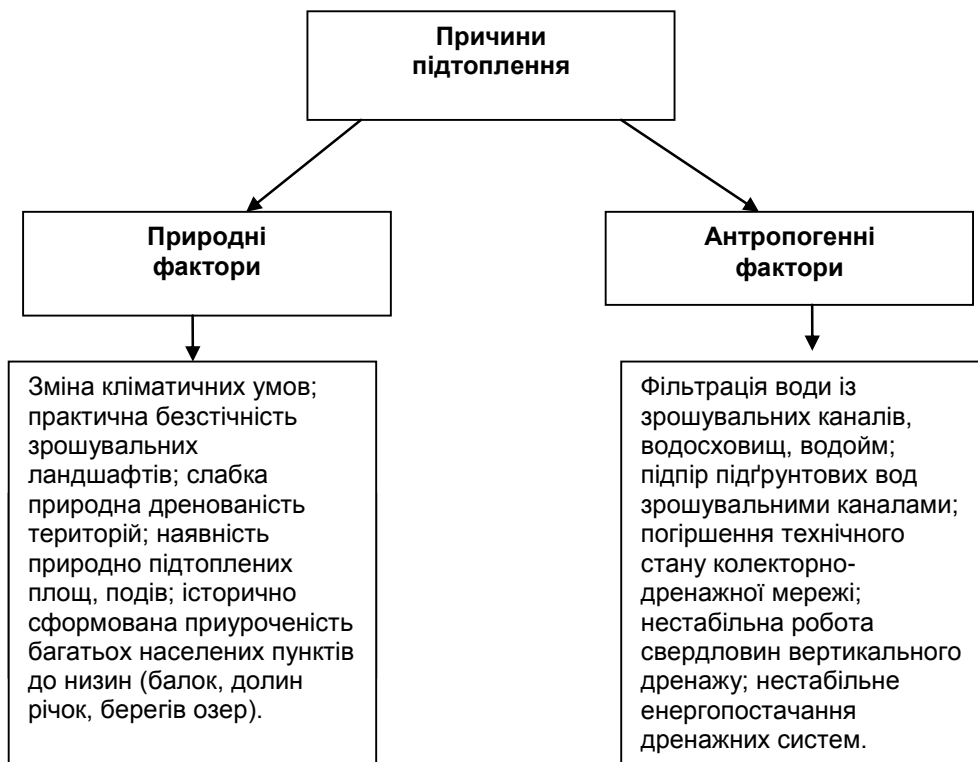 Причини
підтоплення
Природні
фактори
Антропогенні
фактори
Зміна кліматичних умов;
практична безстічність
зрошувальних
ландшафтів; слабка
природна дренованість
територій; наявність
природно підтоплених
площ, подів; історично
сформована приуроченість
багатьох населених пунктів
до низин (балок, долин
річок, берегів озер).
Фільтрація води із
зрошувальних каналів,
водосховищ, водойм;
підпір підґрунтових вод
зрошувальними каналами;
погіршення технічного
стану колекторно-
дренажної мережі;
нестабільна робота
свердловин вертикального
дренажу; нестабільне
енергопостачання
дренажних систем.